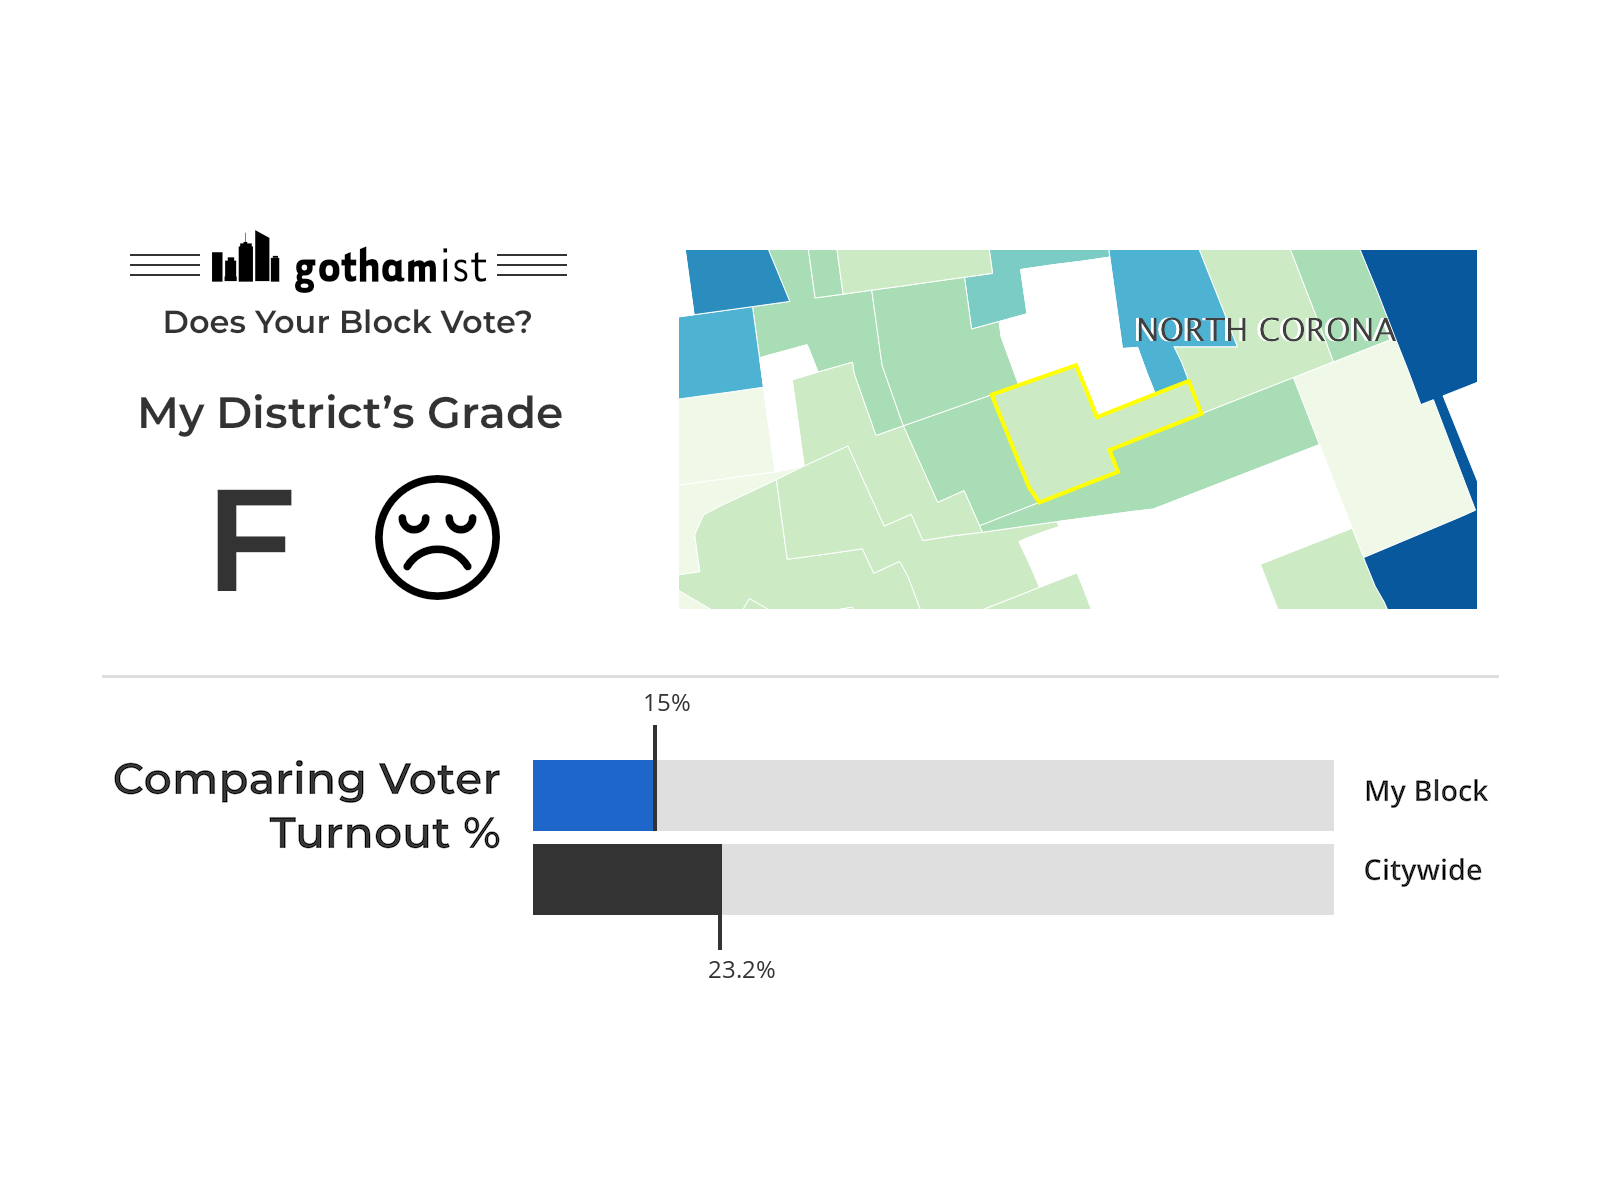 gothamist
Does Your Block Vote?
My District's Grade
F
NORTH CORONA
15%
Comparing Voter
Turnout %
My Block
Citywide
23.2%